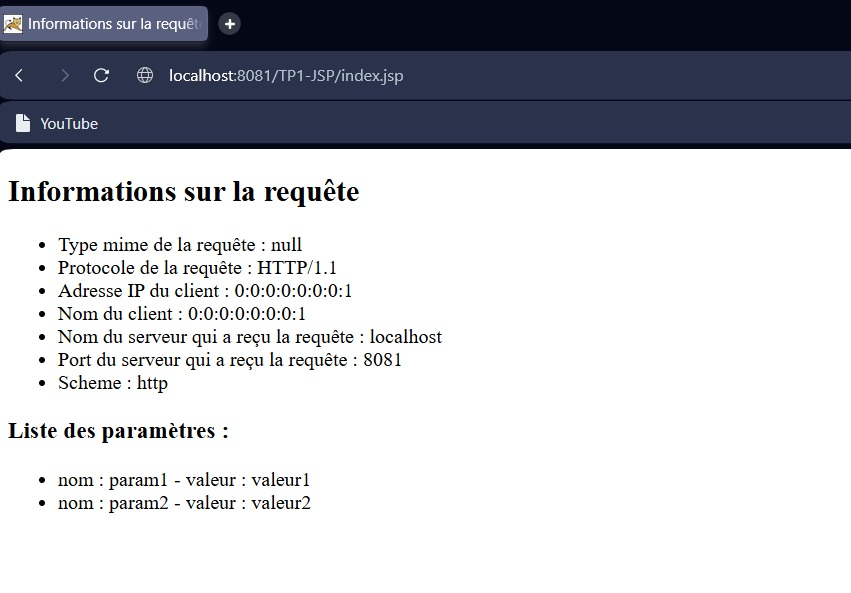 Informations sur la requêt
localhost:8081/TP1-JSP/index.jsp
YouTube
Informations sur la requête
Type mime de la requête : null
Protocole de la requête : HTTP/1.1
Adresse IP du client : 0:0:0:0:0:0:0:1
Nom du client : 0:0:0:0:0:0:0:1
Nom du serveur qui a reçu la requête : localhost
Port du serveur qui a reçu la requête : 8081
Scheme : http
Liste des paramètres :
nom : param1 - valeur : valeur1
nom : param2 - valeur : valeur2